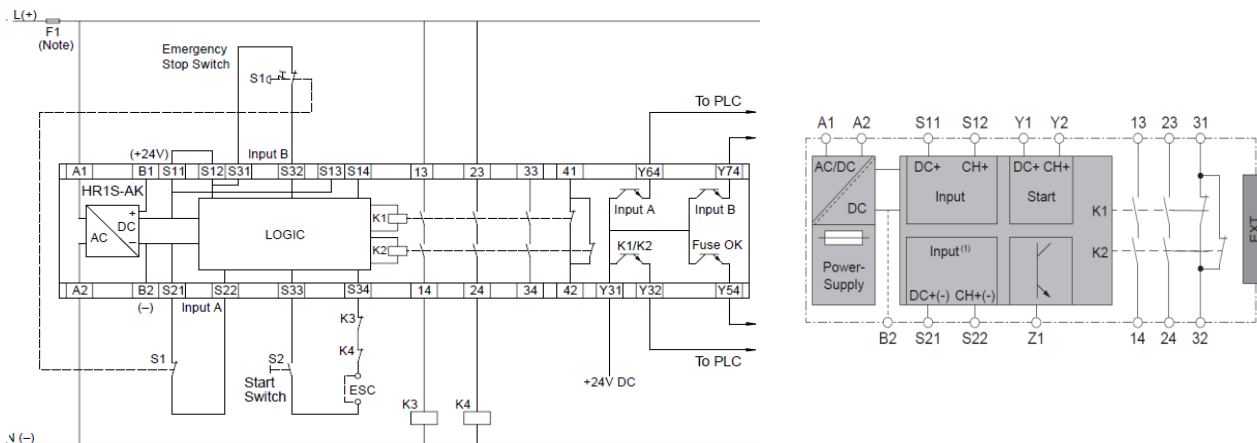 L(+)
F1
(Note)
Emergency
Stop Switch
S1
To PLC
(+24V)
Input B
A1 B1 S11 S12 S31 S32 S13 S14 13 23 33 41 Y64 Y74
HR1S-AK
+
DC
−
AC
LOGIC
K1
K2
Input A
Input B
K1/K2
Fuse OK
A2 B2 S21 S22 S33 S34 14 24 34 42 Y31 Y32 Y54
(–)
Input A
K3
K4
S1
S2
Start
Switch
ESC
To PLC
+24V DC
K3
K4
N (–)
A1 A2 S11 S12 Y1 Y2 13 23 31
AC/DC
DC
DC+ CH+
Input
DC+ CH+
Start
K1
K2
EXT
Power-
Supply
Input(1)
DC+(-) CH+(-)
B2 S21 S22 Z1 14 24 32